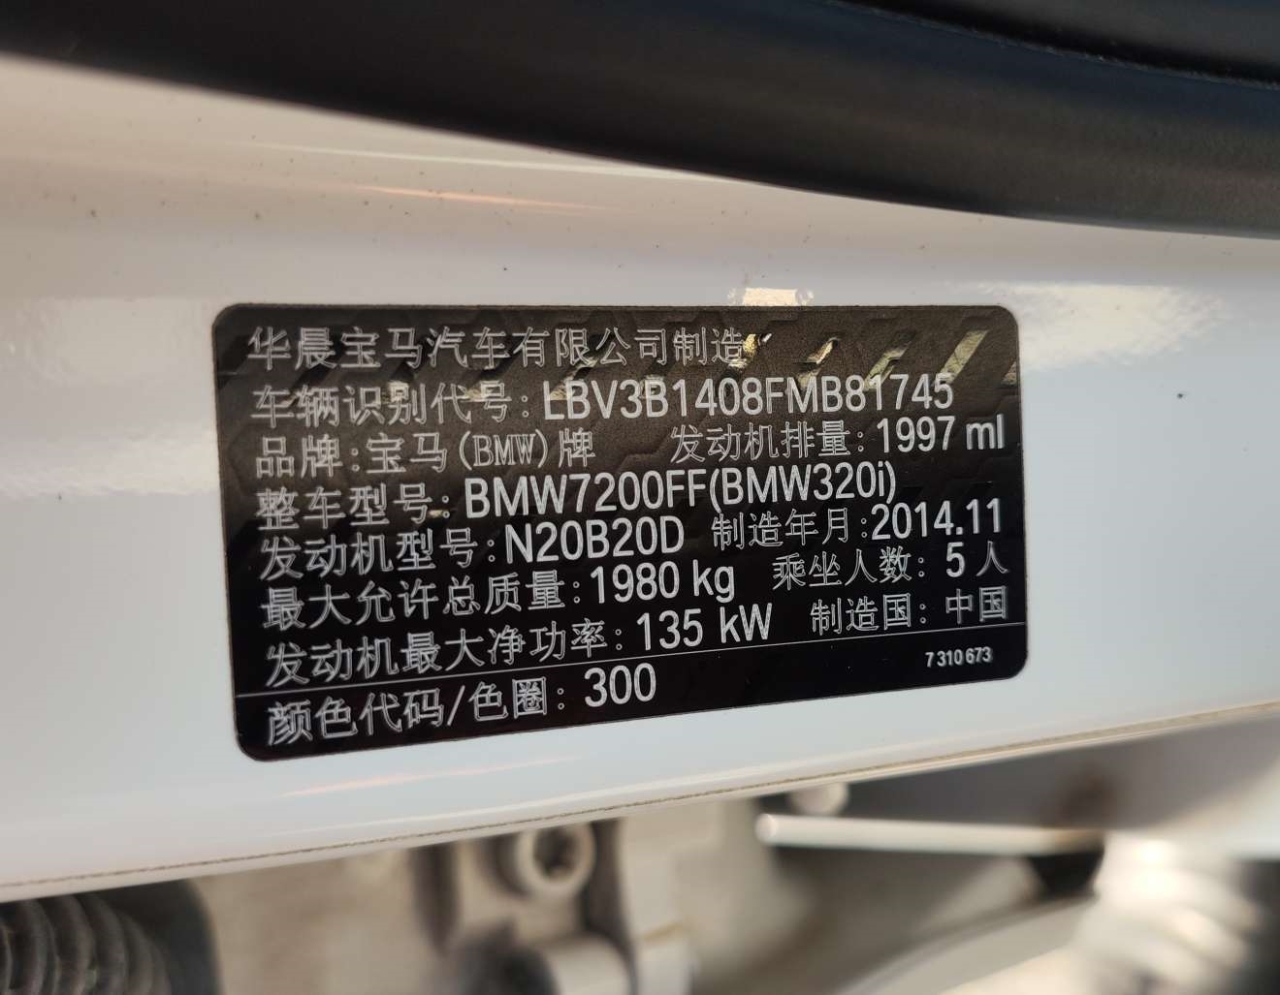 华晨宝马汽车有限公司制造
车辆识别代号: LBV3B1408FMB81745
品牌:宝马(BMW)牌 发动机排量: 1997 ml
整车型号: BMW7200FF(BMW320i)
发动机型号: N20B20D 制造年月:2014.11
最大允许总质量: 1980 kg 乘坐人数: 5 人
发动机最大净功率: 135 kW 制造国: 中国
颜色代码/色圈: 300 7 310 673